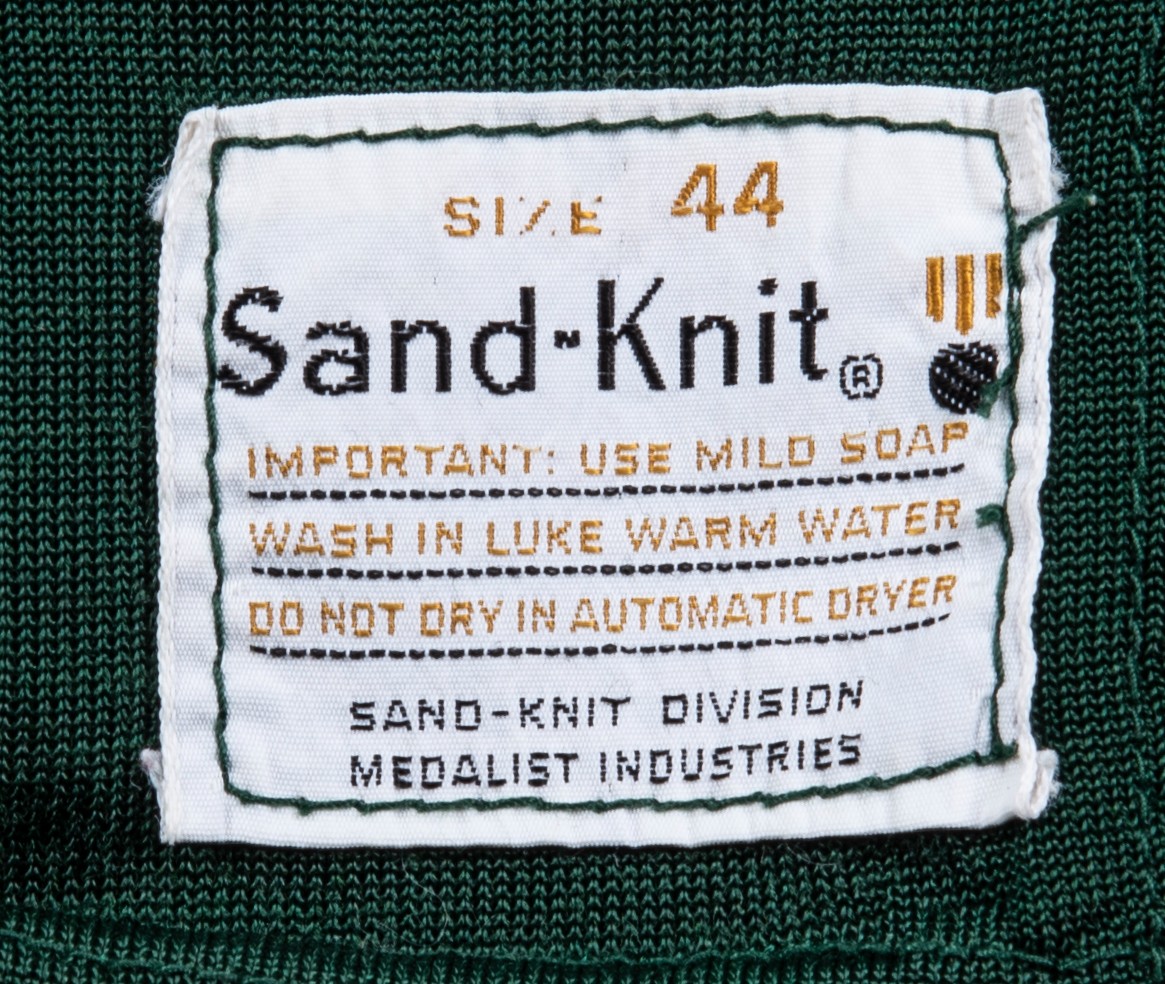 SIZE 44
Sand-Knit®
IMPORTANT: USE MILD SOAP
WASH IN LUKE WARM WATER
DO NOT DRY IN AUTOMATIC DRYER
SAND-KNIT DIVISION
MEDALIST INDUSTRIES